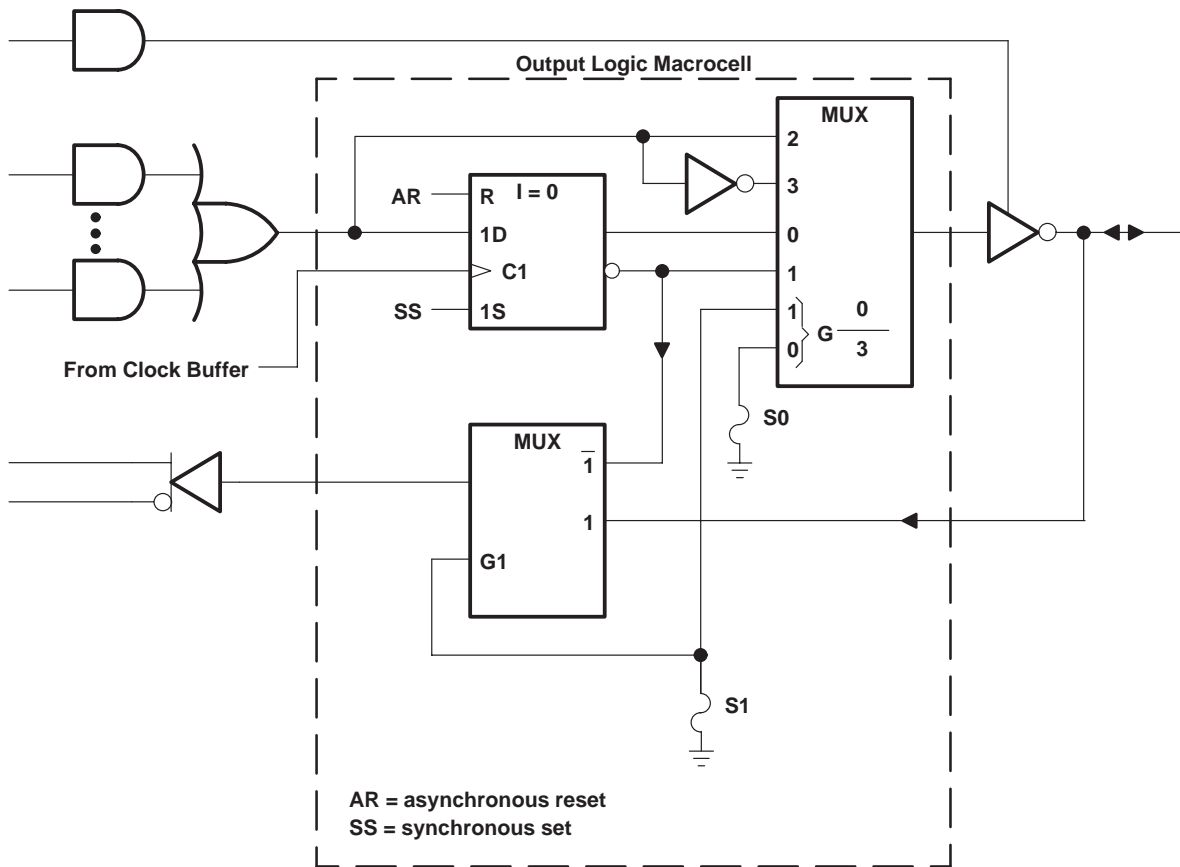 Output Logic Macrocell
MUX
2
3
AR
R
I = 0
1D
0
C1
1
SS
1S
1
0
G
0
3
From Clock Buffer
S0
MUX
1̅
1
G1
S1
AR = asynchronous reset
SS = synchronous set